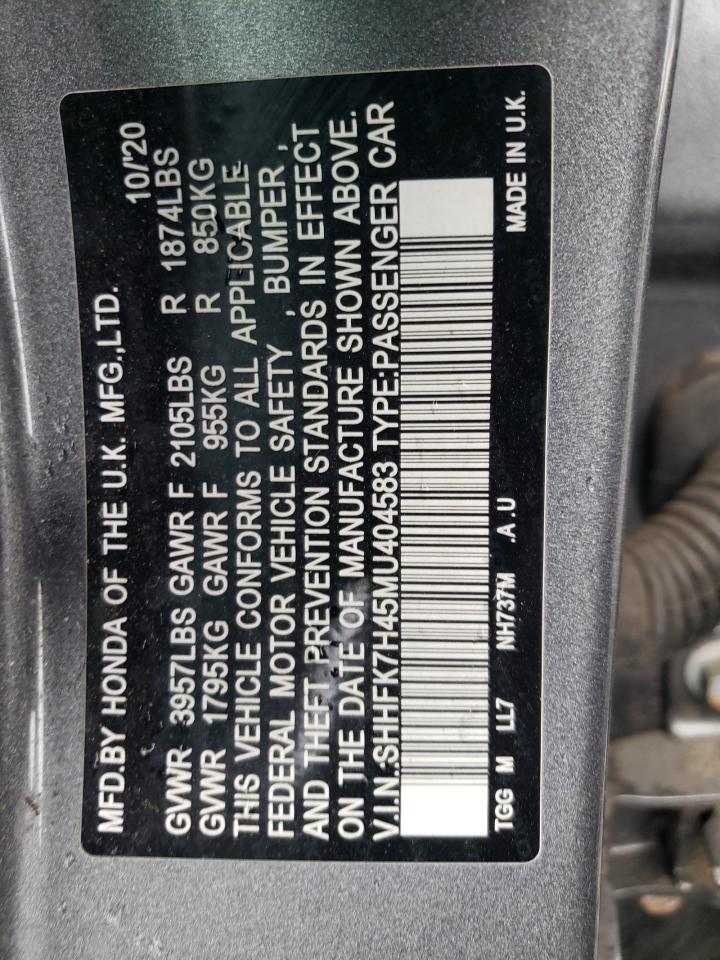 MFD.BY HONDA OF THE U.K. MFG.,LTD. 10/'20
GVWR 3957LBS GAWR F 2105LBS R 1874LBS
GVWR 1795KG GAWR F 955KG R 850KG
THIS VEHICLE CONFORMS TO ALL APPLICABLE
FEDERAL MOTOR VEHICLE SAFETY , BUMPER ,
AND THEFT PREVENTION STANDARDS IN EFFECT
ON THE DATE OF MANUFACTURE SHOWN ABOVE.
V.I.N.:SHHFK7H45MU404583 TYPE:PASSENGER CAR
TGG M LL7 NH737M .A.U MADE IN U.K.